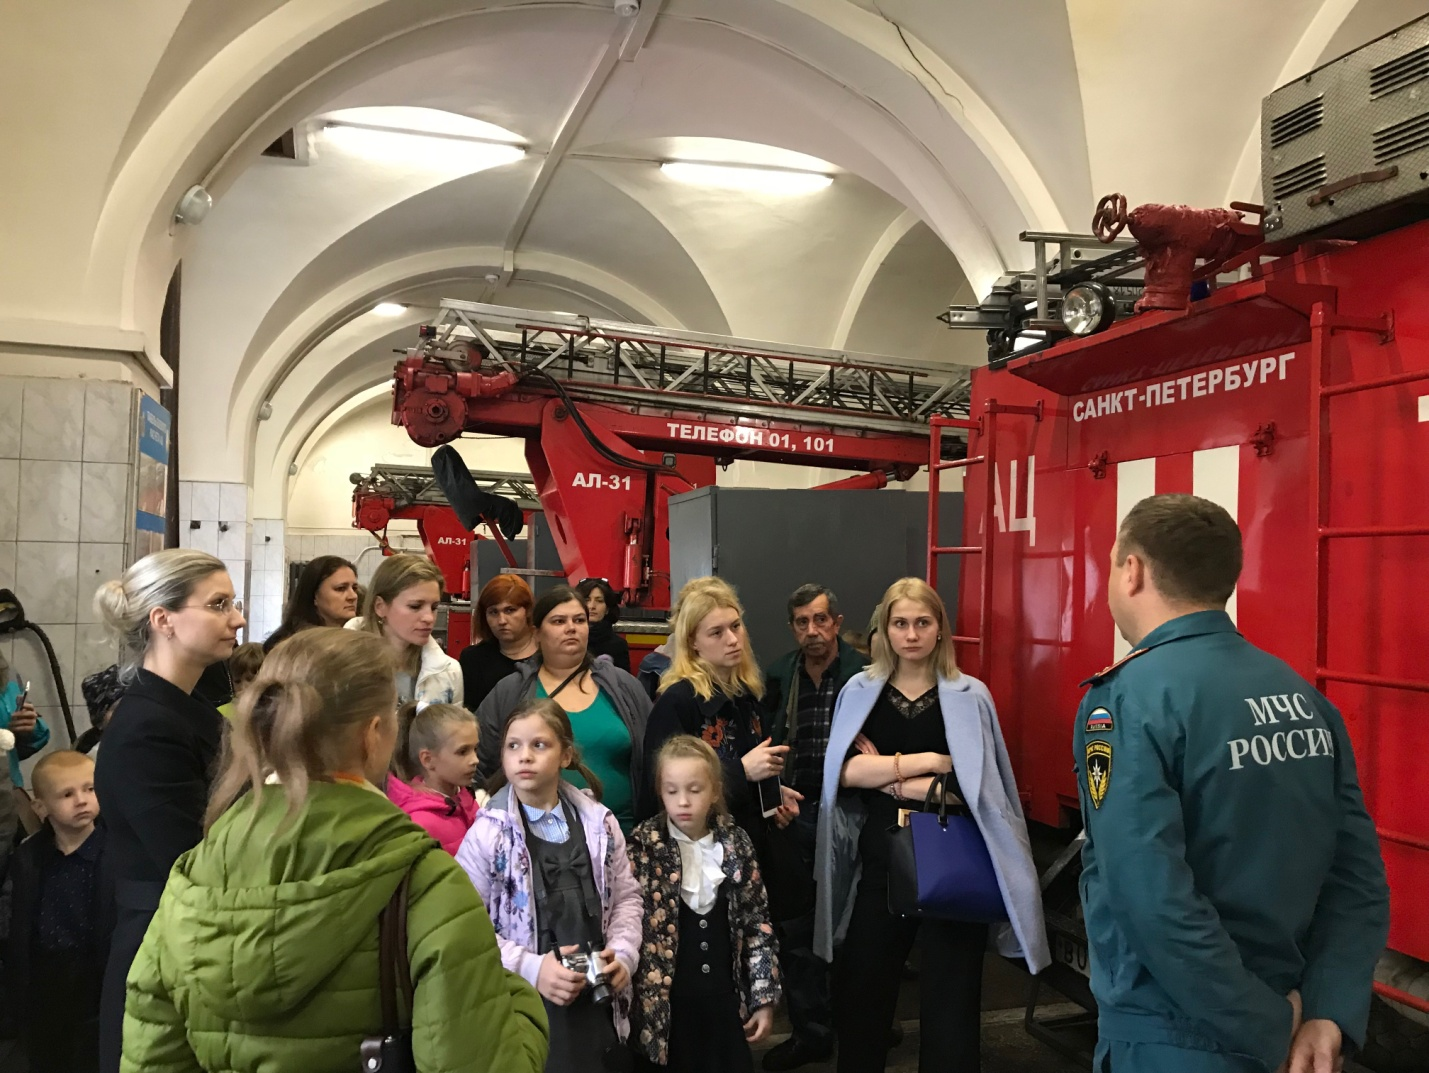 ТЕЛЕФОН 01, 101
АЛ-31
АЛ-31
САНКТ-ПЕТЕРБУРГ
АЦ
МЧС
РОССИИ